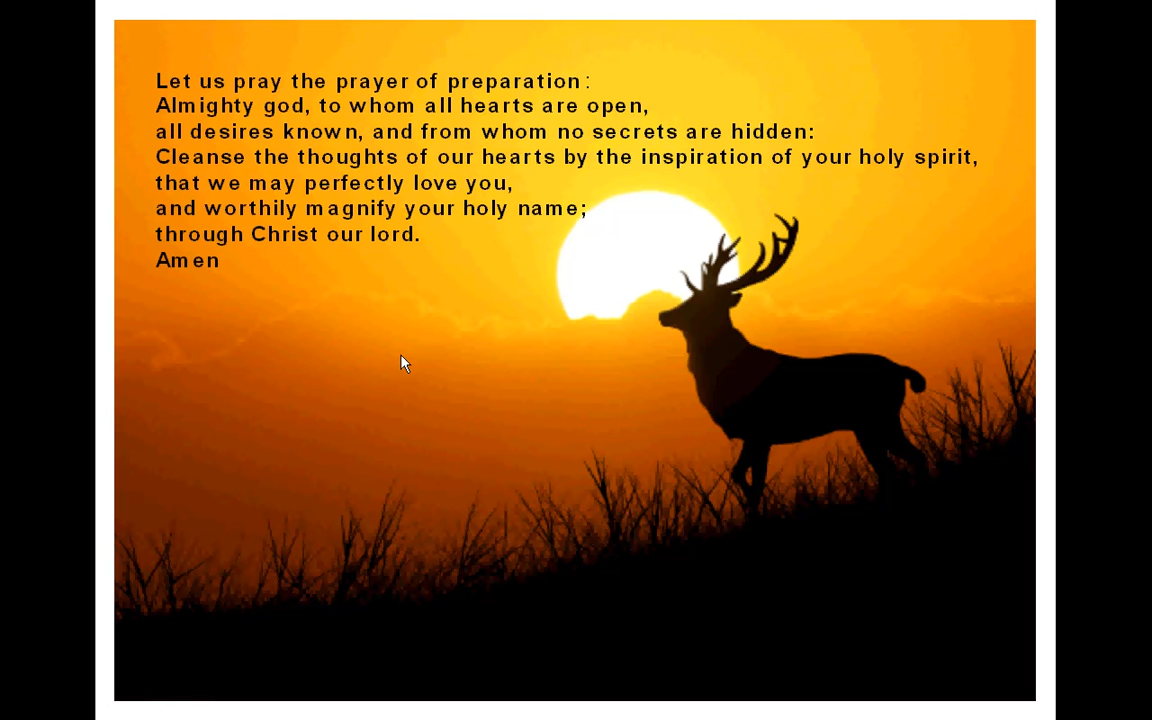 Let us pray the prayer of preparation:
Almighty god, to whom all hearts are open,
all desires known, and from whom no secrets are hidden:
Cleanse the thoughts of our hearts by the inspiration of your holy spirit,
that we may perfectly love you,
and worthily magnify your holy name;
through Christ our lord.
Amen